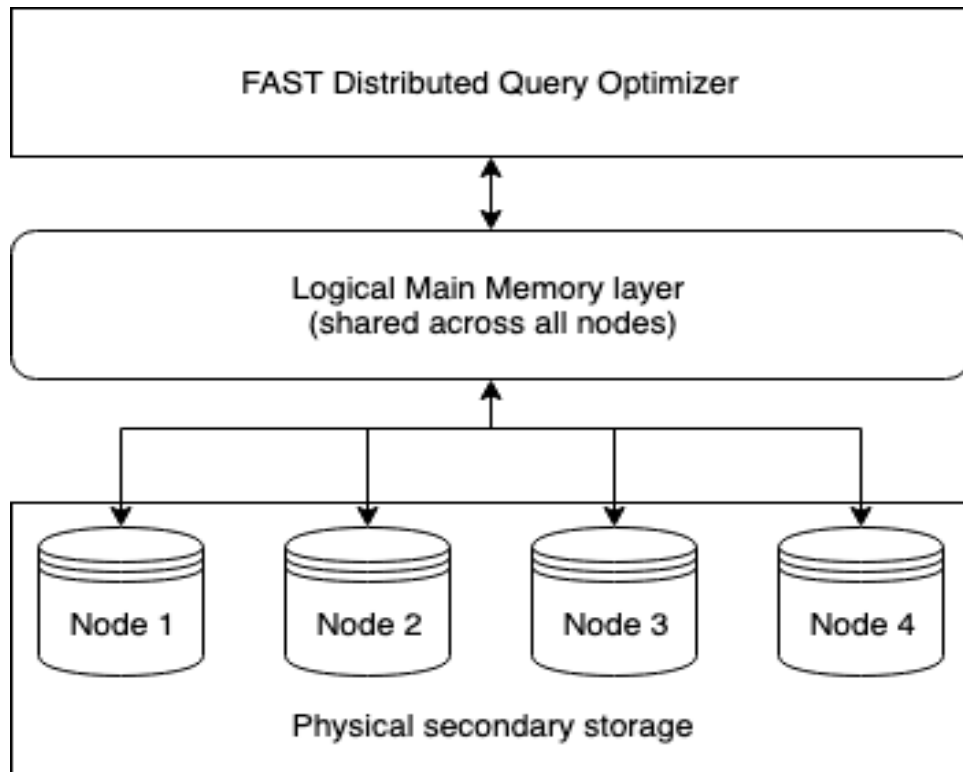 FAST Distributed Query Optimizer
Logical Main Memory layer
(shared across all nodes)
Node 1
Node 2
Node 3
Node 4
Physical secondary storage